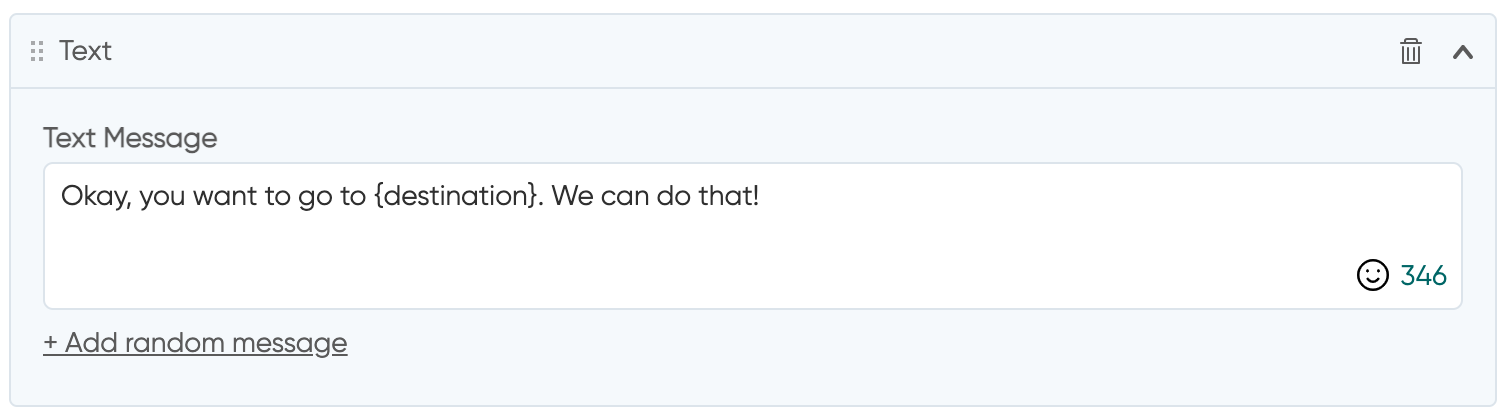 Text
Text Message
Okay, you want to go to {destination}. We can do that!
346
+ Add random message